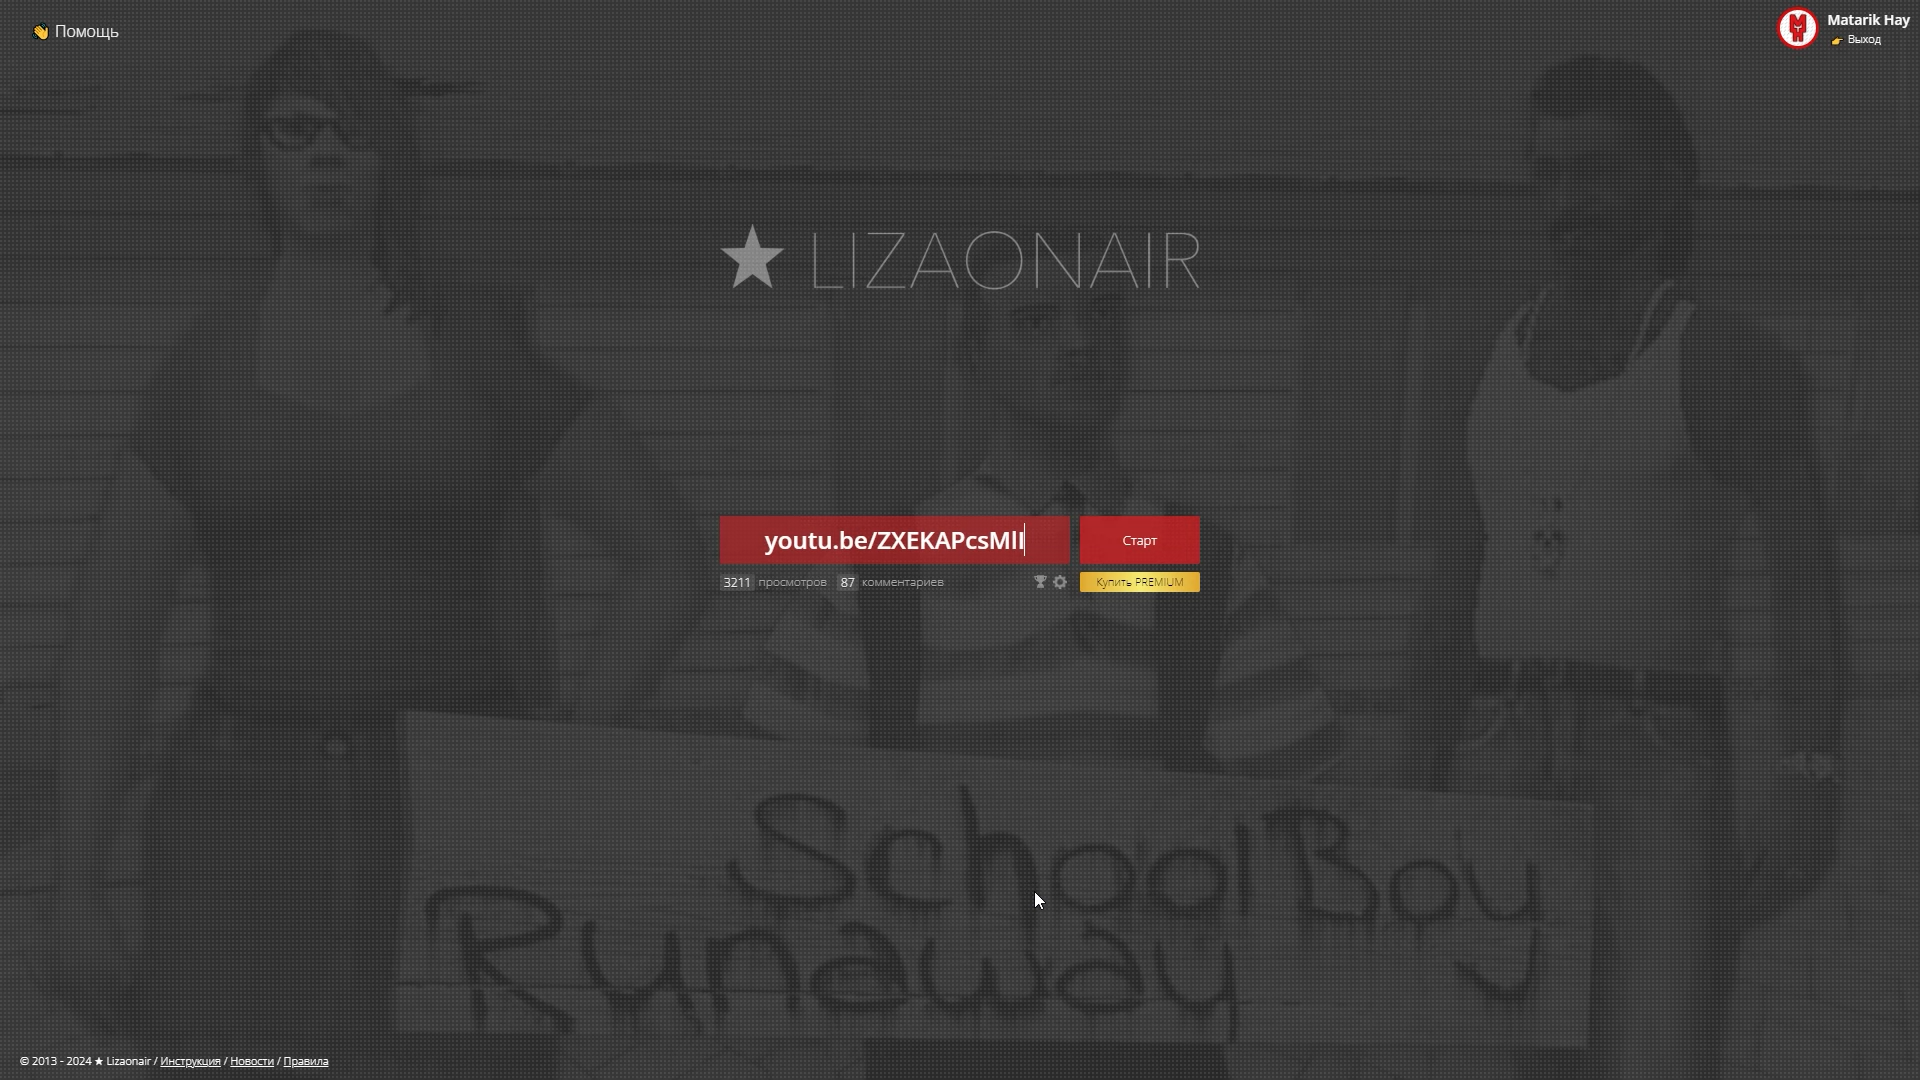 👋 Помощь
Matarik Hay
👉 Выход
★ LIZAONAIR
youtu.be/ZXEKAPcsMlI
Старт
3211 просмотров 87 комментариев
Купить PREMIUM
School Boy
Runaway
© 2013 - 2024 ★ Lizaonair / Инструкция / Новости / Правила